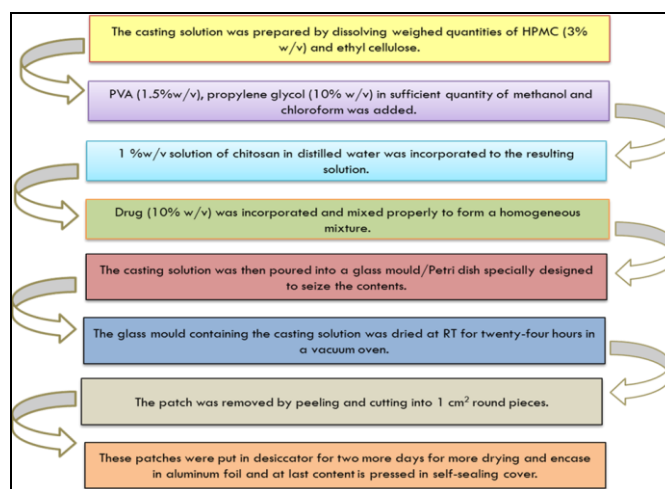 The casting solution was prepared by dissolving weighed quantities of HPMC (3%
w/v) and ethyl cellulose.
PVA (1.5%w/v), propylene glycol (10% w/v) in sufficient quantity of methanol and
chloroform was added.
1 %w/v solution of chitosan in distilled water was incorporated to the resulting
solution.
Drug (10% w/v) was incorporated and mixed properly to form a homogeneous
mixture.
The casting solution was then poured into a glass mould/Petri dish specially designed
to seize the contents.
The glass mould containing the casting solution was dried at RT for twenty-four hours in
a vacuum oven.
The patch was removed by peeling and cutting into 1 cm² round pieces.
These patches were put in desiccator for two more days for more drying and encase
in aluminum foil and at last content is pressed in self-sealing cover.